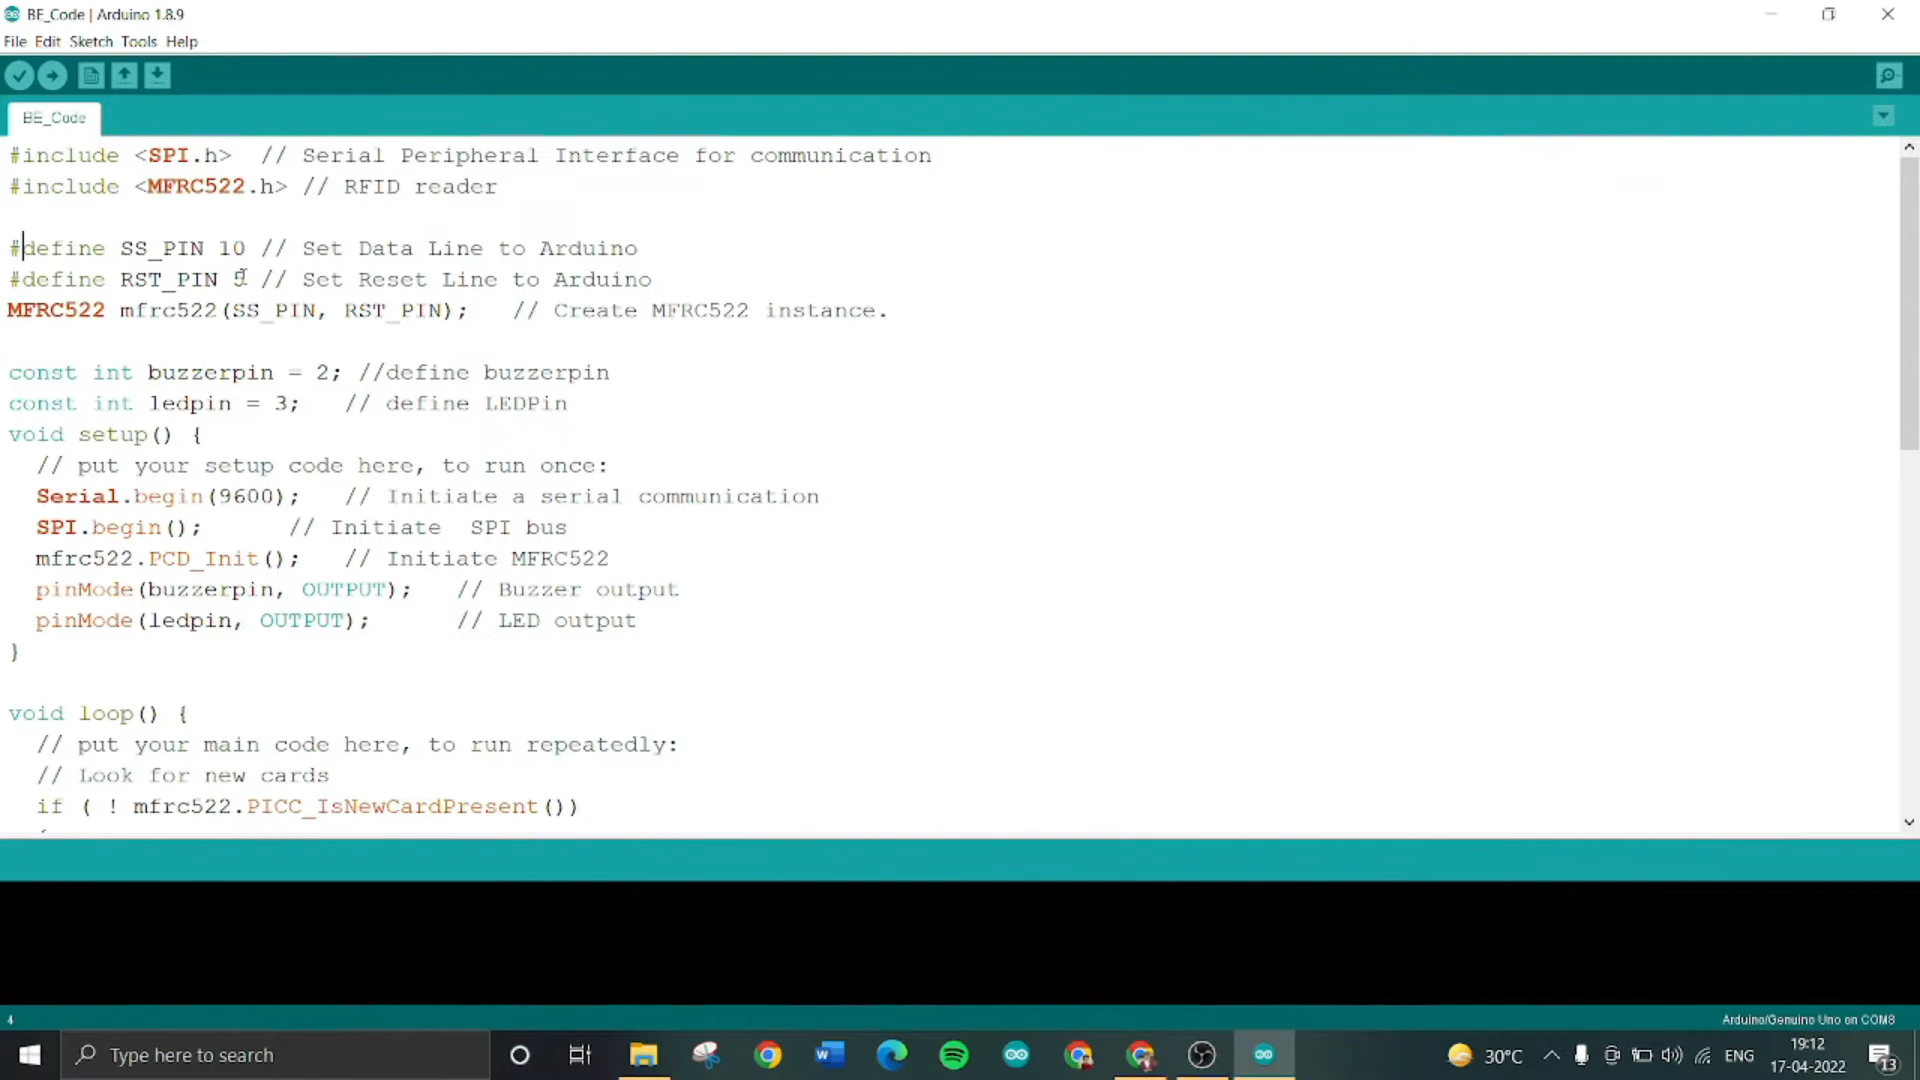 BE_Code | Arduino 1.8.9
File Edit Sketch Tools Help
BE_Code
#include <SPI.h>  // Serial Peripheral Interface for communication
#include <MFRC522.h> // RFID reader
#define SS_PIN 10 // Set Data Line to Arduino
#define RST_PIN // Set Reset Line to Arduino
MFRC522 mfrc522(SS_PIN, RST_PIN);   // Create MFRC522 instance.
const int buzzerpin = 2; //define buzzerpin
const int ledpin = 3;   // define LEDPin
void setup() {
// put your setup code here, to run once:
Serial.begin(9600);   // Initiate a serial communication
SPI.begin();      // Initiate  SPI bus
mfrc522.PCD_Init();   // Initiate MFRC522
pinMode(buzzerpin, OUTPUT);   // Buzzer output
pinMode(ledpin, OUTPUT);      // LED output
}
void loop() {
// put your main code here, to run repeatedly:
// Look for new cards
if ( ! mfrc522.PICC_IsNewCardPresent())
4
Arduino/Genuino Uno on COM8
Type here to search
30°C
ENG
19:12
17-04-2022
13